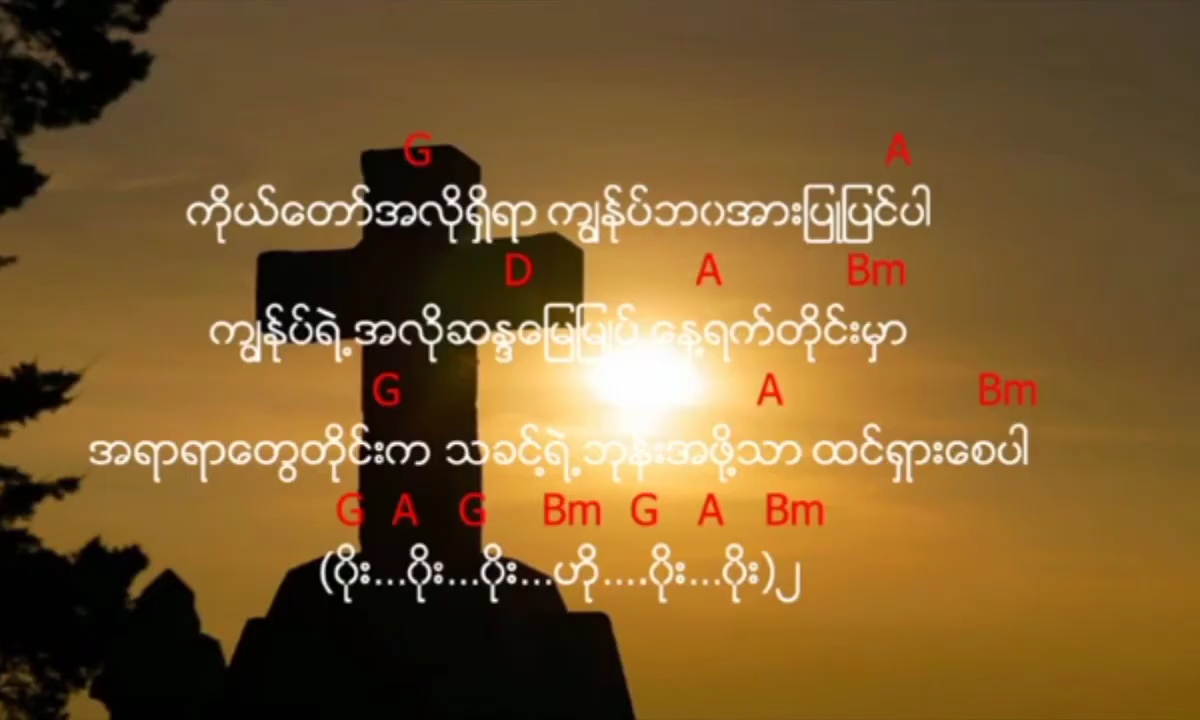 G A
ကိုယ်တော်အလိုရှိရာ ကျွန်ုပ်ဘဝအားပြုပြင်ပါ
D A Bm
ကျွန်ုပ်ရဲ့အလိုဆန္ဒမြေမြှုပ် နေ့ရက်တိုင်းမှာ
G A Bm
အရာရာတွေတိုင်းက သခင့်ရဲ့ဘုန်းအဖို့သာ ထင်ရှားစေပါ
G A G Bm G A Bm
(ဝိုး...ဝိုး...ဝိုး...ဟို....ဝိုး...ဝိုး)၂